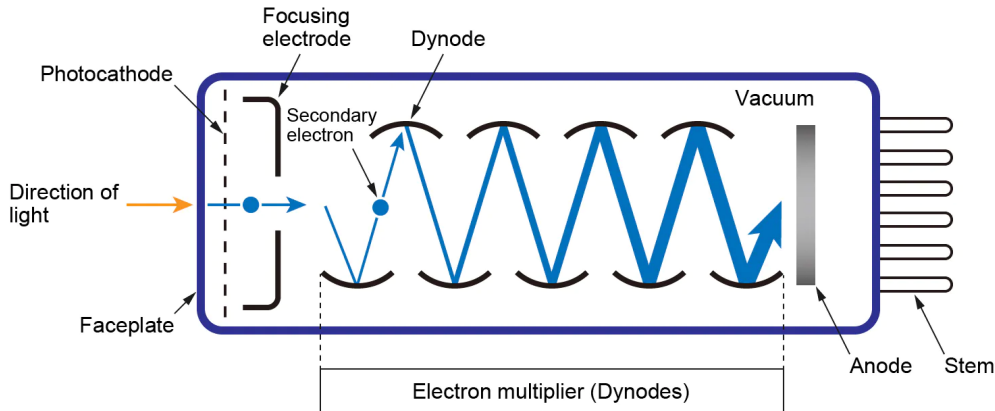 Focusing
electrode
Dynode
Photocathode
Secondary
electron
Vacuum
Direction of
light
Faceplate
Anode
Stem
Electron multiplier (Dynodes)